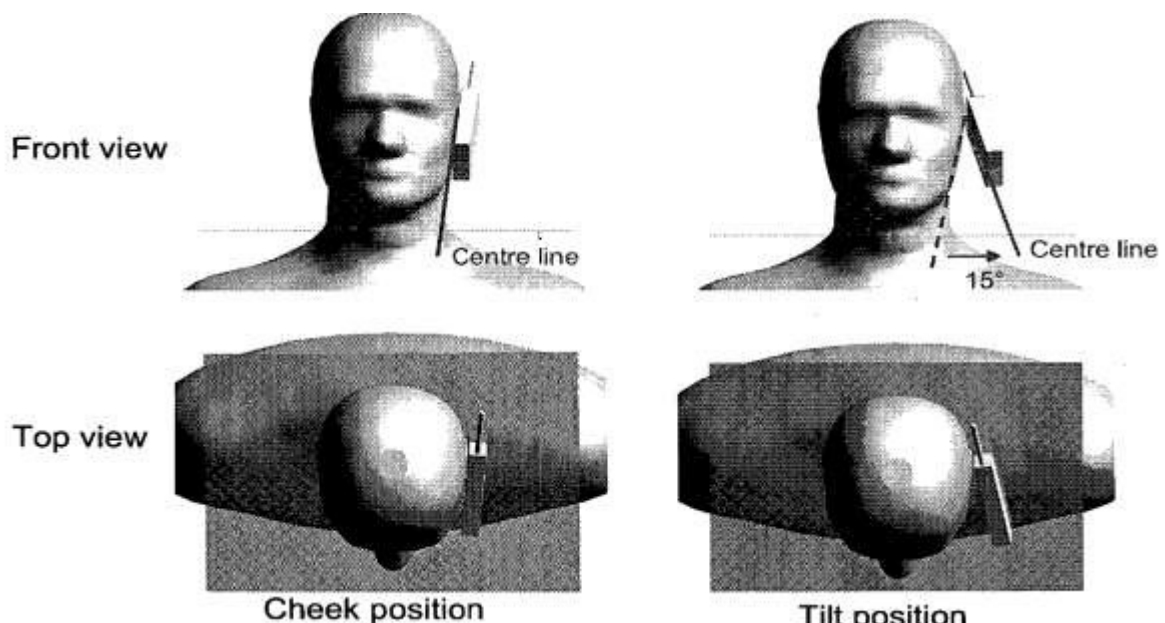 Front view
Centre line
Centre line
15°
Top view
Cheek position
Tilt position